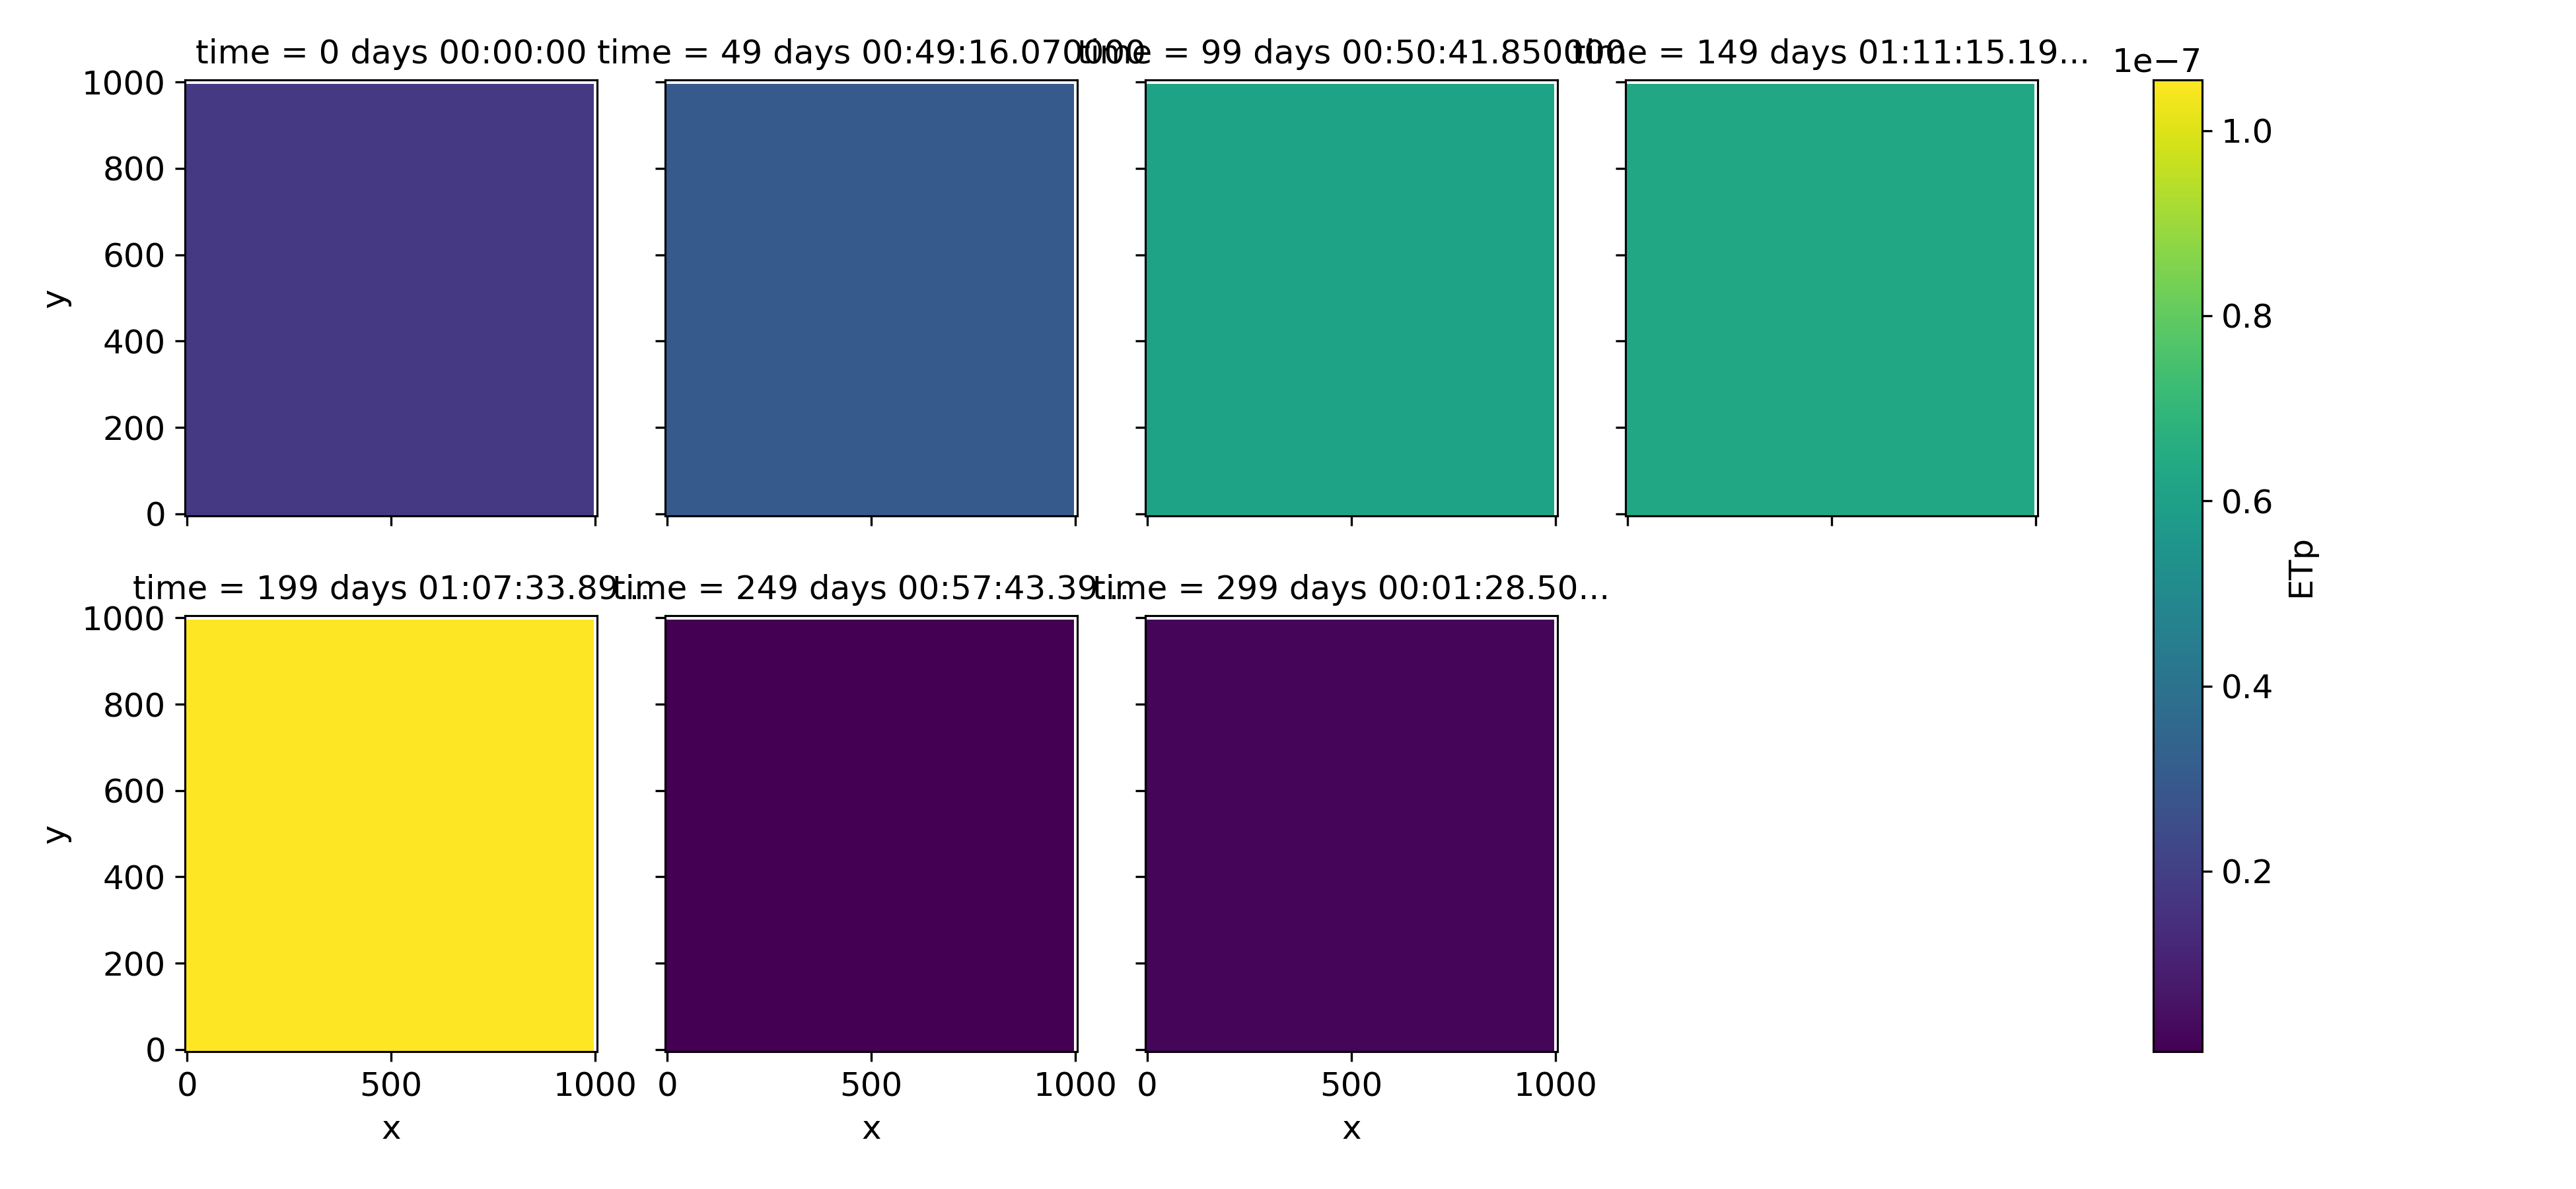 time = 0 days 00:00:00
time = 49 days 00:49:16.070000
time = 99 days 00:50:41.850000
time = 149 days 01:11:15.19...
1e−7
1000
800
600
400
200
0
y
time = 199 days 01:07:33.89...
time = 249 days 00:57:43.39...
time = 299 days 00:01:28.50...
1000
800
600
400
200
0
y
0 500 1000
0 500 1000
0 500 1000
x
x
x
1.0
0.8
0.6
0.4
0.2
ETp